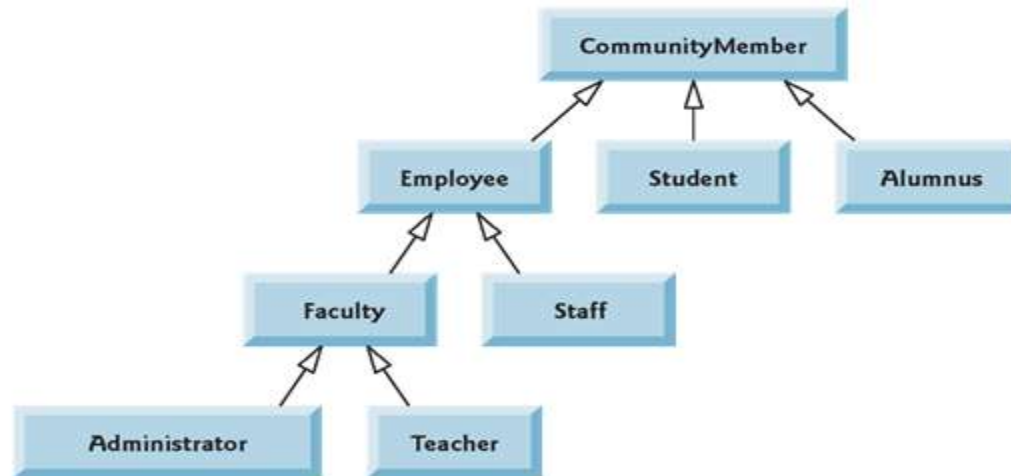 CommunityMember
Employee
Student
Alumnus
Faculty
Staff
Administrator
Teacher